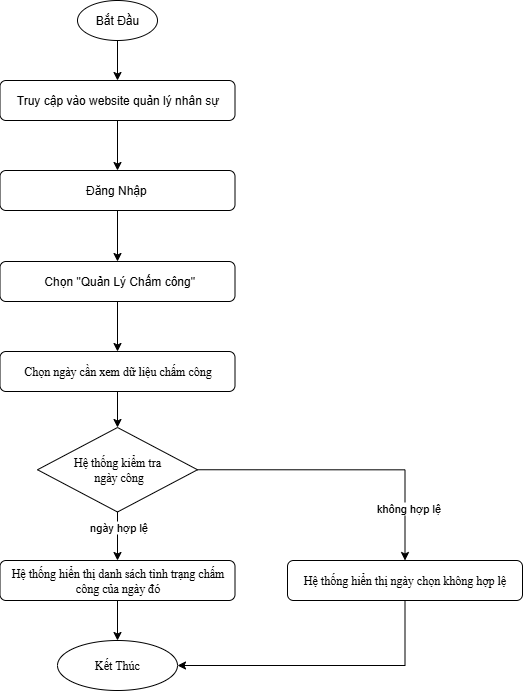 Bắt Đầu
Truy cập vào website quản lý nhân sự
Đăng Nhập
Chọn "Quản Lý Chấm công"
Chọn ngày cần xem dữ liệu chấm công
Hệ thống kiểm tra
ngày công
không hợp lệ
ngày hợp lệ
Hệ thống hiển thị danh sách tình trạng chấm
công của ngày đó
Hệ thống hiển thị ngày chọn không hợp lệ
Kết Thúc